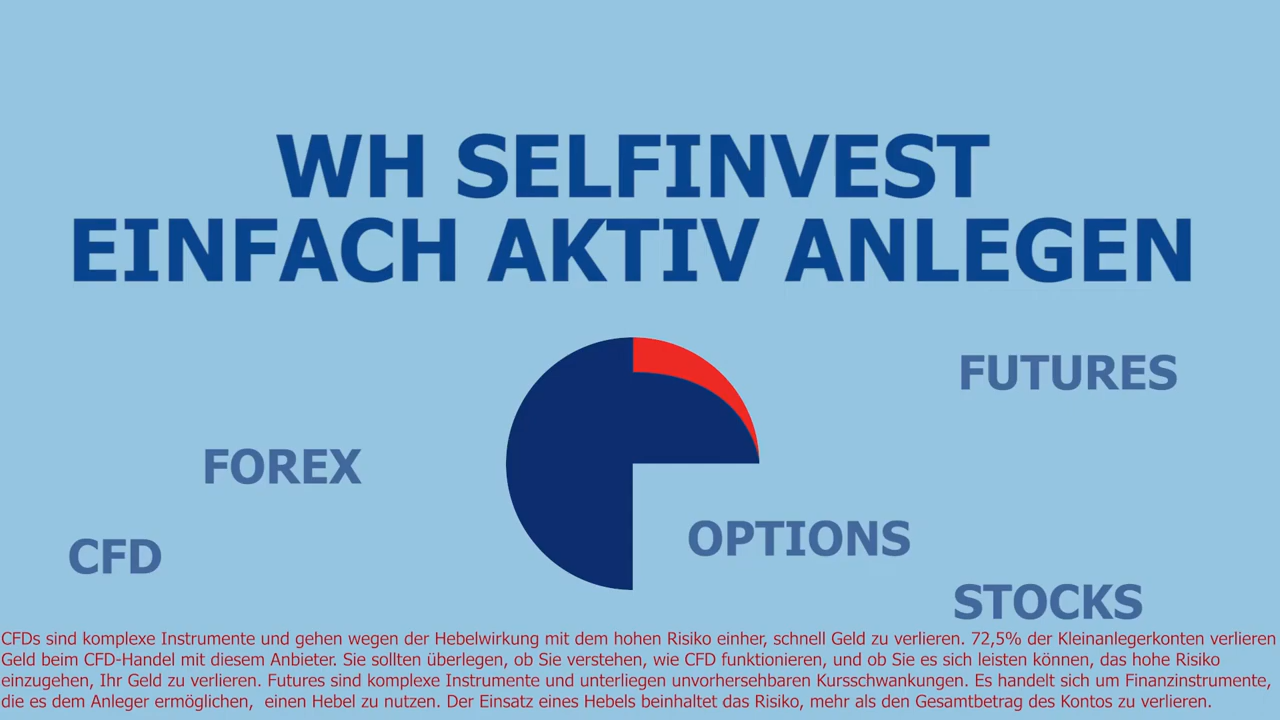 WH SELFINVEST
EINFACH AKTIV ANLEGEN
FUTURES
FOREX
OPTIONS
CFD
STOCKS
CFDs sind komplexe Instrumente und gehen wegen der Hebelwirkung mit dem hohen Risiko einher, schnell Geld zu verlieren. 72,5% der Kleinanlegerkonten verlieren
Geld beim CFD-Handel mit diesem Anbieter. Sie sollten überlegen, ob Sie verstehen, wie CFD funktionieren, und ob Sie es sich leisten können, das hohe Risiko
einzugehen, Ihr Geld zu verlieren. Futures sind komplexe Instrumente und unterliegen unvorhersehbaren Kursschwankungen. Es handelt sich um Finanzinstrumente,
die es dem Anleger ermöglichen,  einen Hebel zu nutzen. Der Einsatz eines Hebels beinhaltet das Risiko, mehr als den Gesamtbetrag des Kontos zu verlieren.